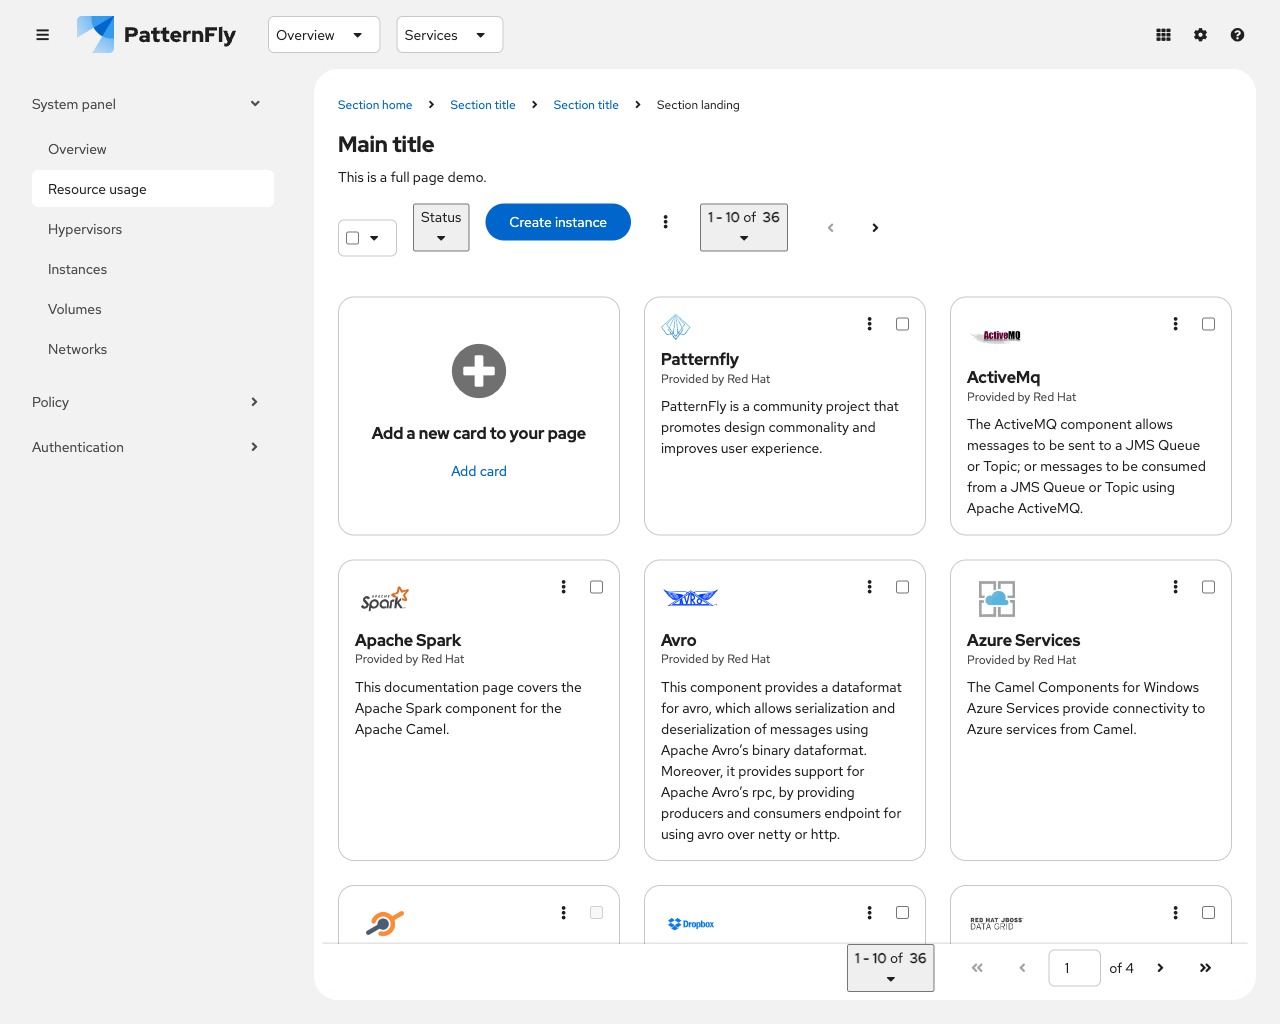 PatternFly
Overview
Services
System panel
Overview
Resource usage
Hypervisors
Instances
Volumes
Networks
Policy
Authentication
Section home
Section title
Section title
Section landing
Main title
This is a full page demo.
Status
Create instance
1 - 10 of 36
Add a new card to your page
Add card
Patternfly
Provided by Red Hat
PatternFly is a community project that
promotes design commonality and
improves user experience.
ActiveMQ
ActiveMq
Provided by Red Hat
The ActiveMQ component allows
messages to be sent to a JMS Queue
or Topic; or messages to be consumed
from a JMS Queue or Topic using
Apache ActiveMQ.
APACHE
Spark
Apache Spark
Provided by Red Hat
This documentation page covers the
Apache Spark component for the
Apache Camel.
AVRO
Avro
Provided by Red Hat
This component provides a dataformat
for avro, which allows serialization and
deserialization of messages using
Apache Avro’s binary dataformat.
Moreover, it provides support for
Apache Avro’s rpc, by providing
producers and consumers endpoint for
using avro over netty or http.
Azure Services
Provided by Red Hat
The Camel Components for Windows
Azure Services provide connectivity to
Azure services from Camel.
Dropbox
RED HAT JBOSS
DATA GRID
1 - 10 of 36
1
of 4